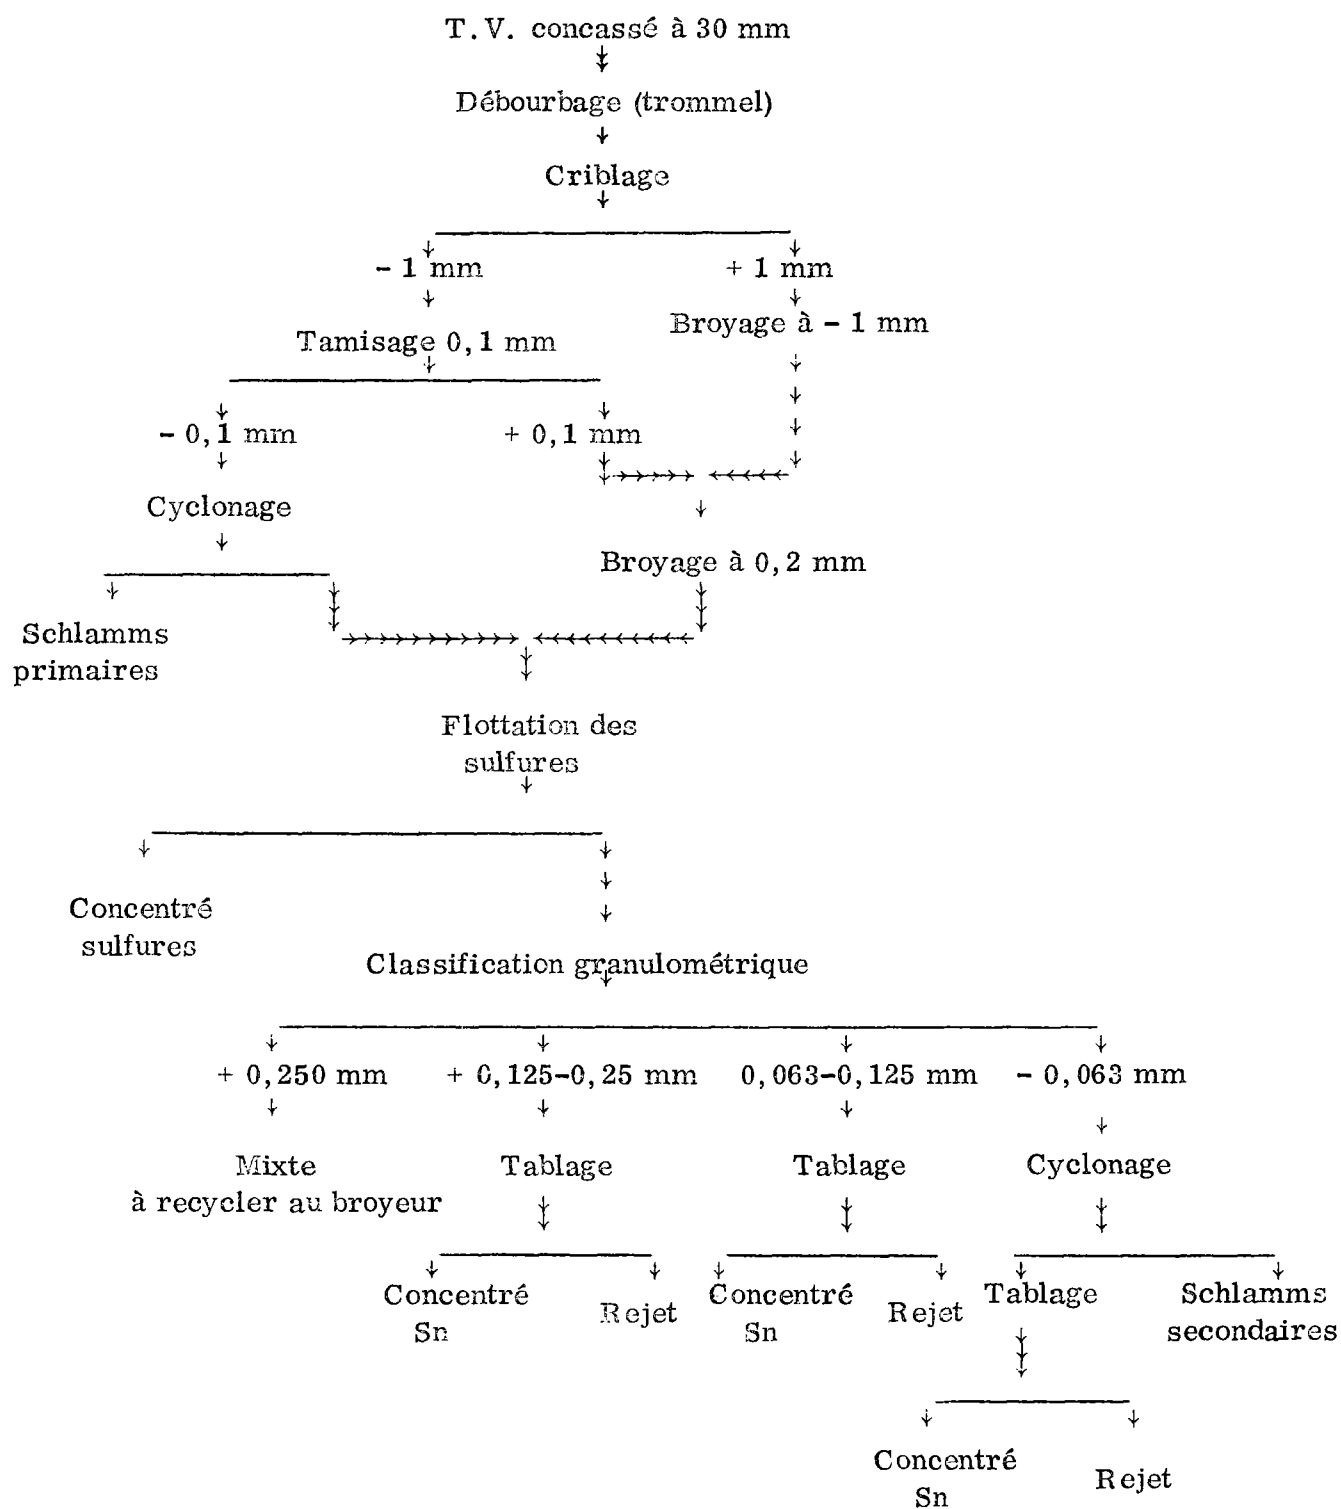 T.V. concassé à 30 mm
Débourbage (trommel)
Criblage
- 1 mm
+ 1 mm
Broyage à - 1 mm
Tamisage 0,1 mm
- 0,1 mm
+ 0,1 mm
Cyclonage
Broyage à 0,2 mm
Schlamms
primaires
Flottation des
sulfures
Concentré
sulfures
Classification granulométrique
+ 0,250 mm
+ 0,125-0,25 mm
0,063-0,125 mm
- 0,063 mm
Mixte
à recycler au broyeur
Tablage
Tablage
Cyclonage
Concentré
Sn
Rejet
Concentré
Sn
Rejet
Tablage
Schlamms
secondaires
Concentré
Sn
Rejet